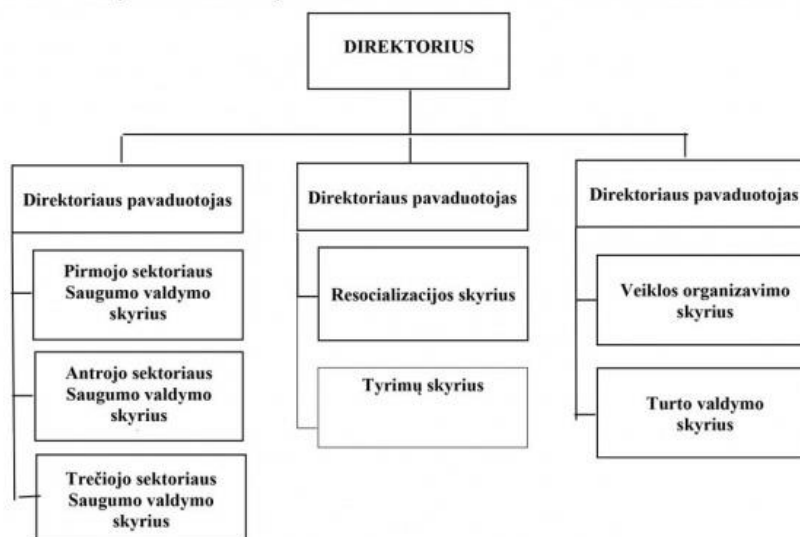 DIREKTORIUS
Direktoriaus pavaduotojas
Pirmojo sektoriaus
Saugumo valdymo
skyrius
Antrojo sektoriaus
Saugumo valdymo
skyrius
Trečiojo sektoriaus
Saugumo valdymo
skyrius
Direktoriaus pavaduotojas
Resocializacijos skyrius
Tyrimų skyrius
Direktoriaus pavaduotojas
Veiklos organizavimo
skyrius
Turto valdymo
skyrius